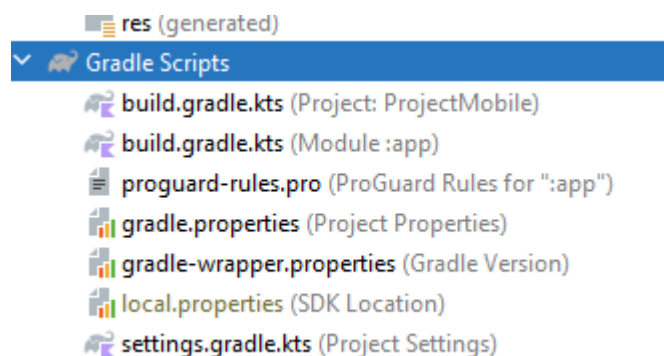 res (generated)
Gradle Scripts
build.gradle.kts (Project: ProjectMobile)
build.gradle.kts (Module :app)
proguard-rules.pro (ProGuard Rules for ":app")
gradle.properties (Project Properties)
gradle-wrapper.properties (Gradle Version)
local.properties (SDK Location)
settings.gradle.kts (Project Settings)